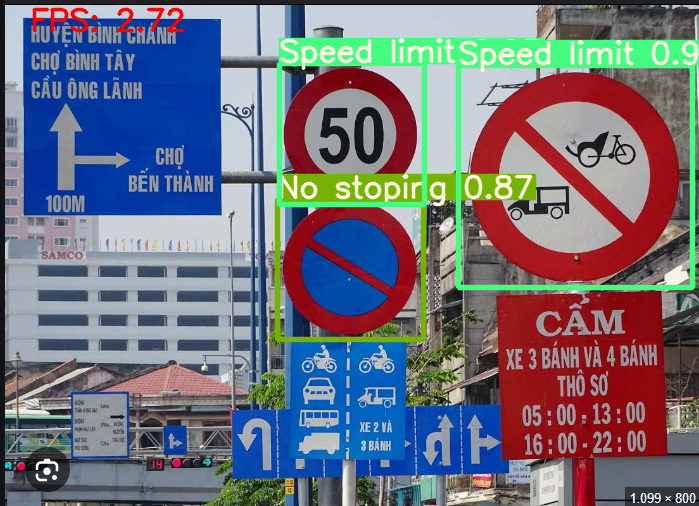 FPS: 2.72
HUYỆN BÌNH CHÁNH
CHỢ BÌNH TÂY
CẦU ÔNG LÃNH
CHỢ
BẾN THÀNH
100M
Speed limit
Speed limit 0.9
50
No stoping 0.87
SAMCO
CẤM
XE 3 BÁNH VÀ 4 BÁNH
THÔ SƠ
05:00 - 13:00
16:00 - 22:00
XE 2 VÀ
3 BÁNH
1.099 × 800